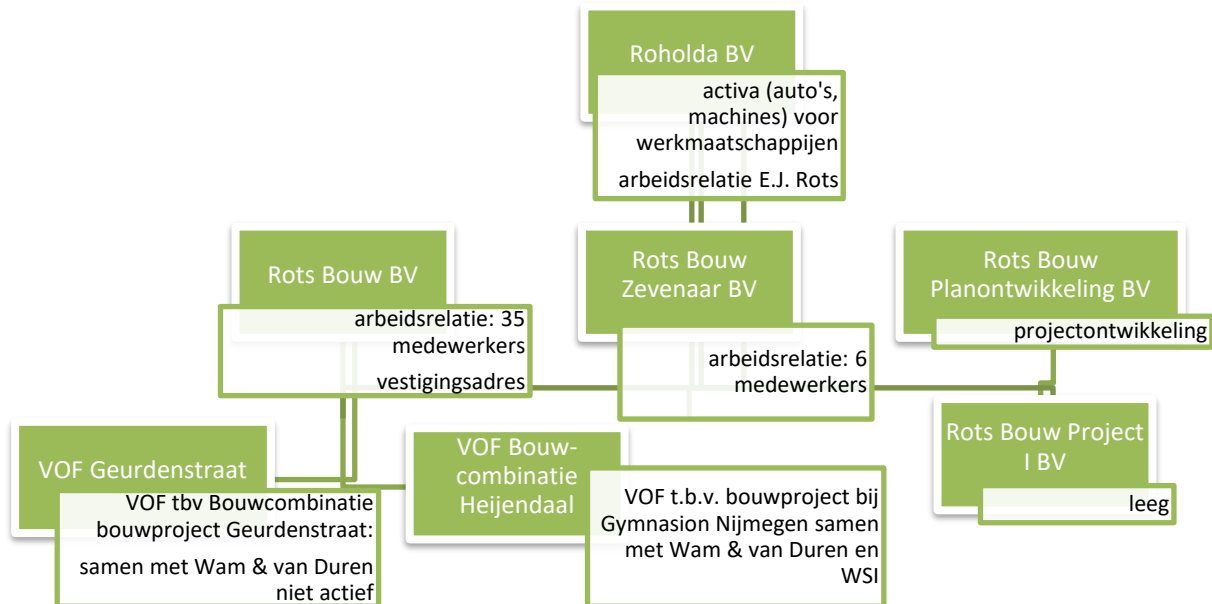 Roholda BV
activa (auto's,
machines) voor
werkmaatschappijen
arbeidsrelatie E.J. Rots
Rots Bouw BV
arbeidsrelatie: 35
medewerkers
vestigingsadres
Rots Bouw
Zevenaar BV
arbeidsrelatie: 6
medewerkers
Rots Bouw
Planontwikkeling BV
projectontwikkeling
VOF Geurdenstraat
VOF tbv Bouwcombinatie
bouwproject Geurdenstraat:
samen met Wam & van Duren
niet actief
VOF Bouw-
combinatie
Heijendaal
VOF t.b.v. bouwproject bij
Gymnasion Nijmegen samen
met Wam & van Duren en
WSI
Rots Bouw Project
I BV
leeg